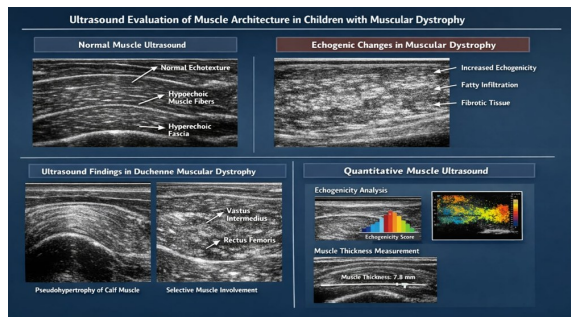 Ultrasound Evaluation of Muscle Architecture in Children with Muscular Dystrophy
Normal Muscle Ultrasound
Normal Echotexture
Hypoechoic
Muscle Fibers
Hyperechoic
Fascia
Echogenic Changes in Muscular Dystrophy
Increased Echogenicity
Fatty Infiltration
Fibrotic Tissue
Ultrasound Findings in Duchenne Muscular Dystrophy
Vastus
Intermedius
Rectus Femoris
Pseudohypertrophy of Calf Muscle
Selective Muscle Involvement
Quantitative Muscle Ultrasound
Echogenicity Analysis
Echogenicity Score
Muscle Thickness Measurement
Muscle Thickness: 7.8 mm